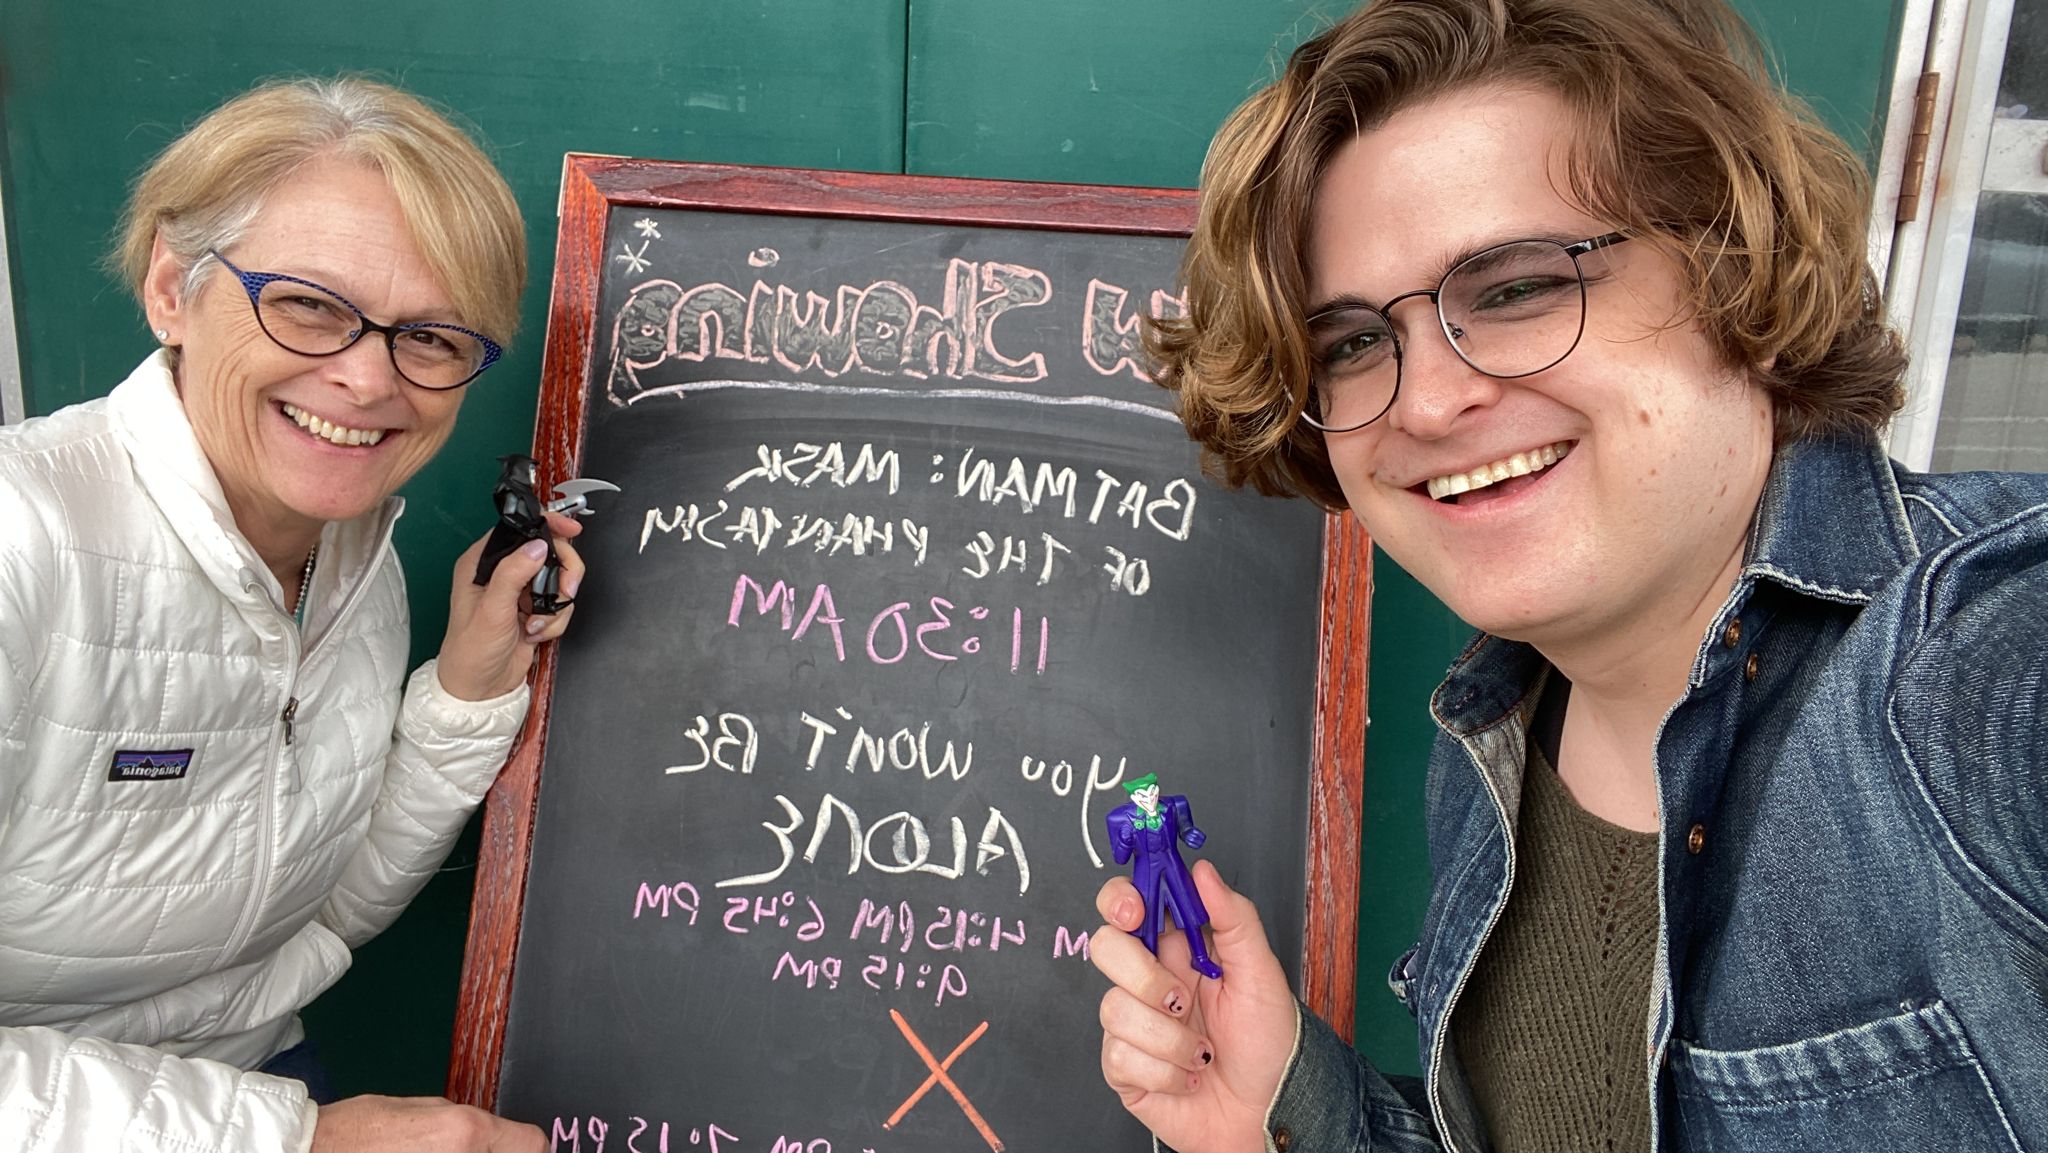 w Showing
BATMAN: MASK
OF THE PHANTASM
11:30 AM
You WON'T BE
ALONE
M 4:15 PM 6:45 PM
9:15 PM
X
PM 7:15 PM
patagonia